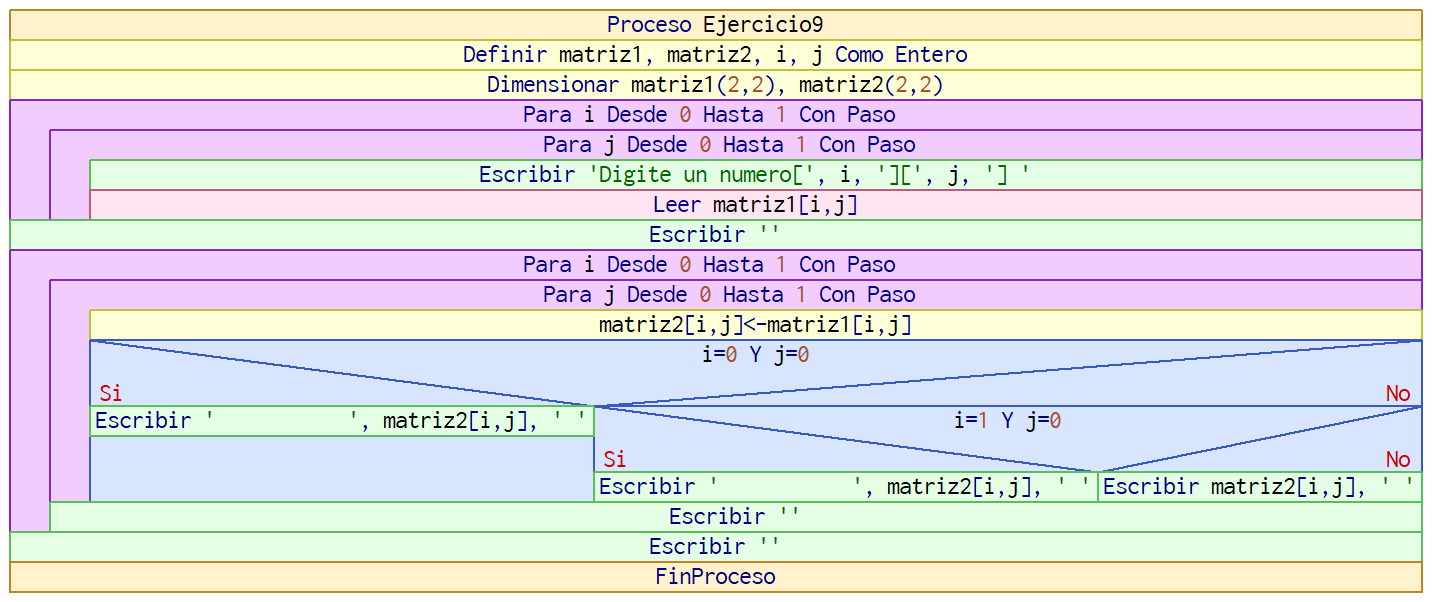 Proceso Ejercicio9
Definir matriz1, matriz2, i, j Como Entero
Dimensionar matriz1(2,2), matriz2(2,2)
Para i Desde 0 Hasta 1 Con Paso
Para j Desde 0 Hasta 1 Con Paso
Escribir 'Digite un numero[', i, '][', j, '] '
Leer matriz1[i,j]
Escribir ''
Para i Desde 0 Hasta 1 Con Paso
Para j Desde 0 Hasta 1 Con Paso
matriz2[i,j]<-matriz1[i,j]
i=0 Y j=0
Si No
Escribir '          ', matriz2[i,j], ' '
i=1 Y j=0
Si No
Escribir '          ', matriz2[i,j], ' '
Escribir matriz2[i,j], ' '
Escribir ''
Escribir ''
FinProceso